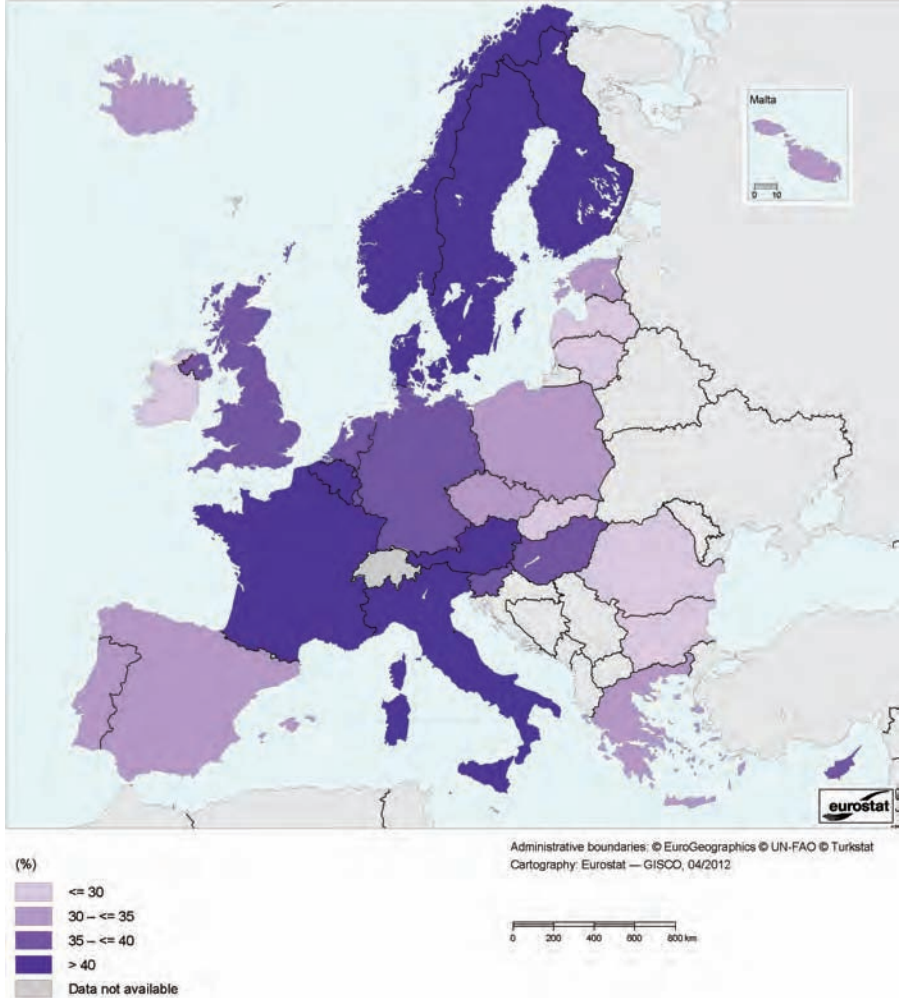 Malta
0 10
eurostat
Administrative boundaries: © EuroGeographics © UN-FAO © Turkstat
Cartography: Eurostat — GISCO, 04/2012
(%)
<= 30
30 – <= 35
35 – <= 40
> 40
Data not available
0 200 400 600 800 km